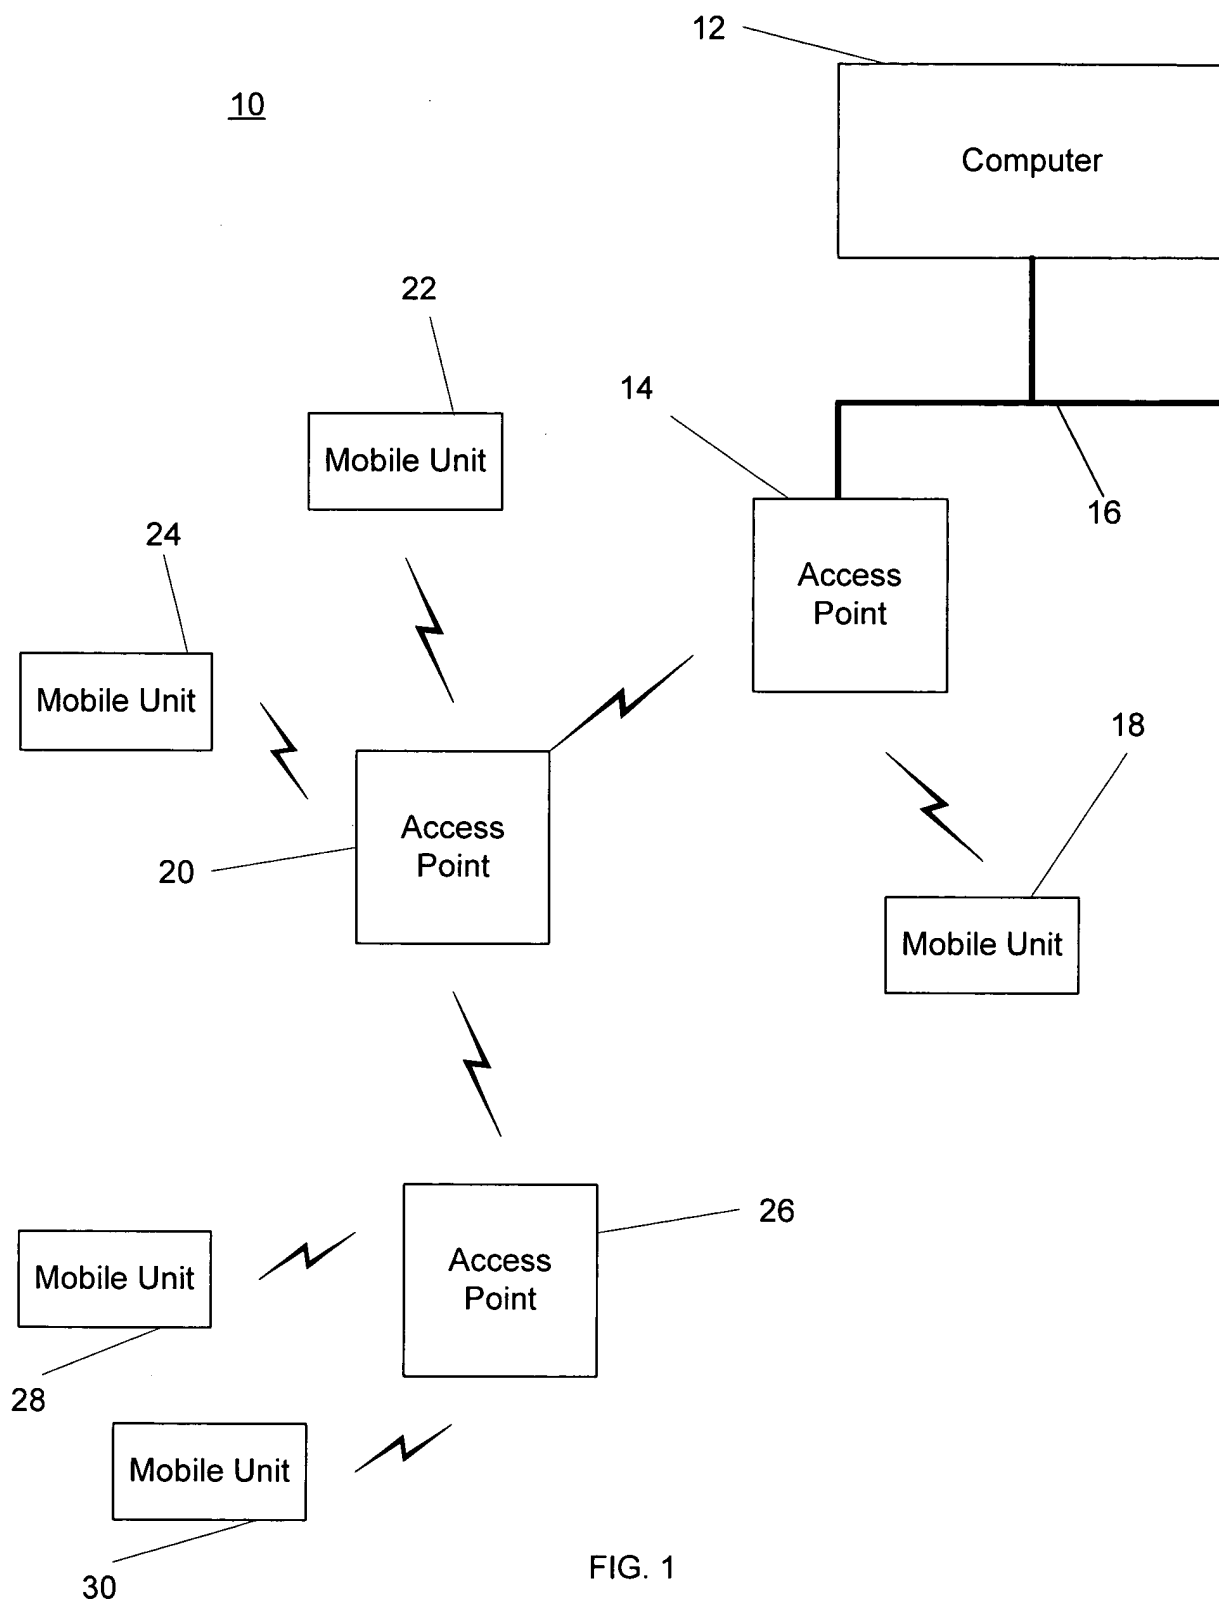 12
10
Computer
22
14
Mobile Unit
16
24
Access
Point
Mobile Unit
18
Access
Point
20
Mobile Unit
26
Access
Point
Mobile Unit
28
Mobile Unit
30
FIG. 1